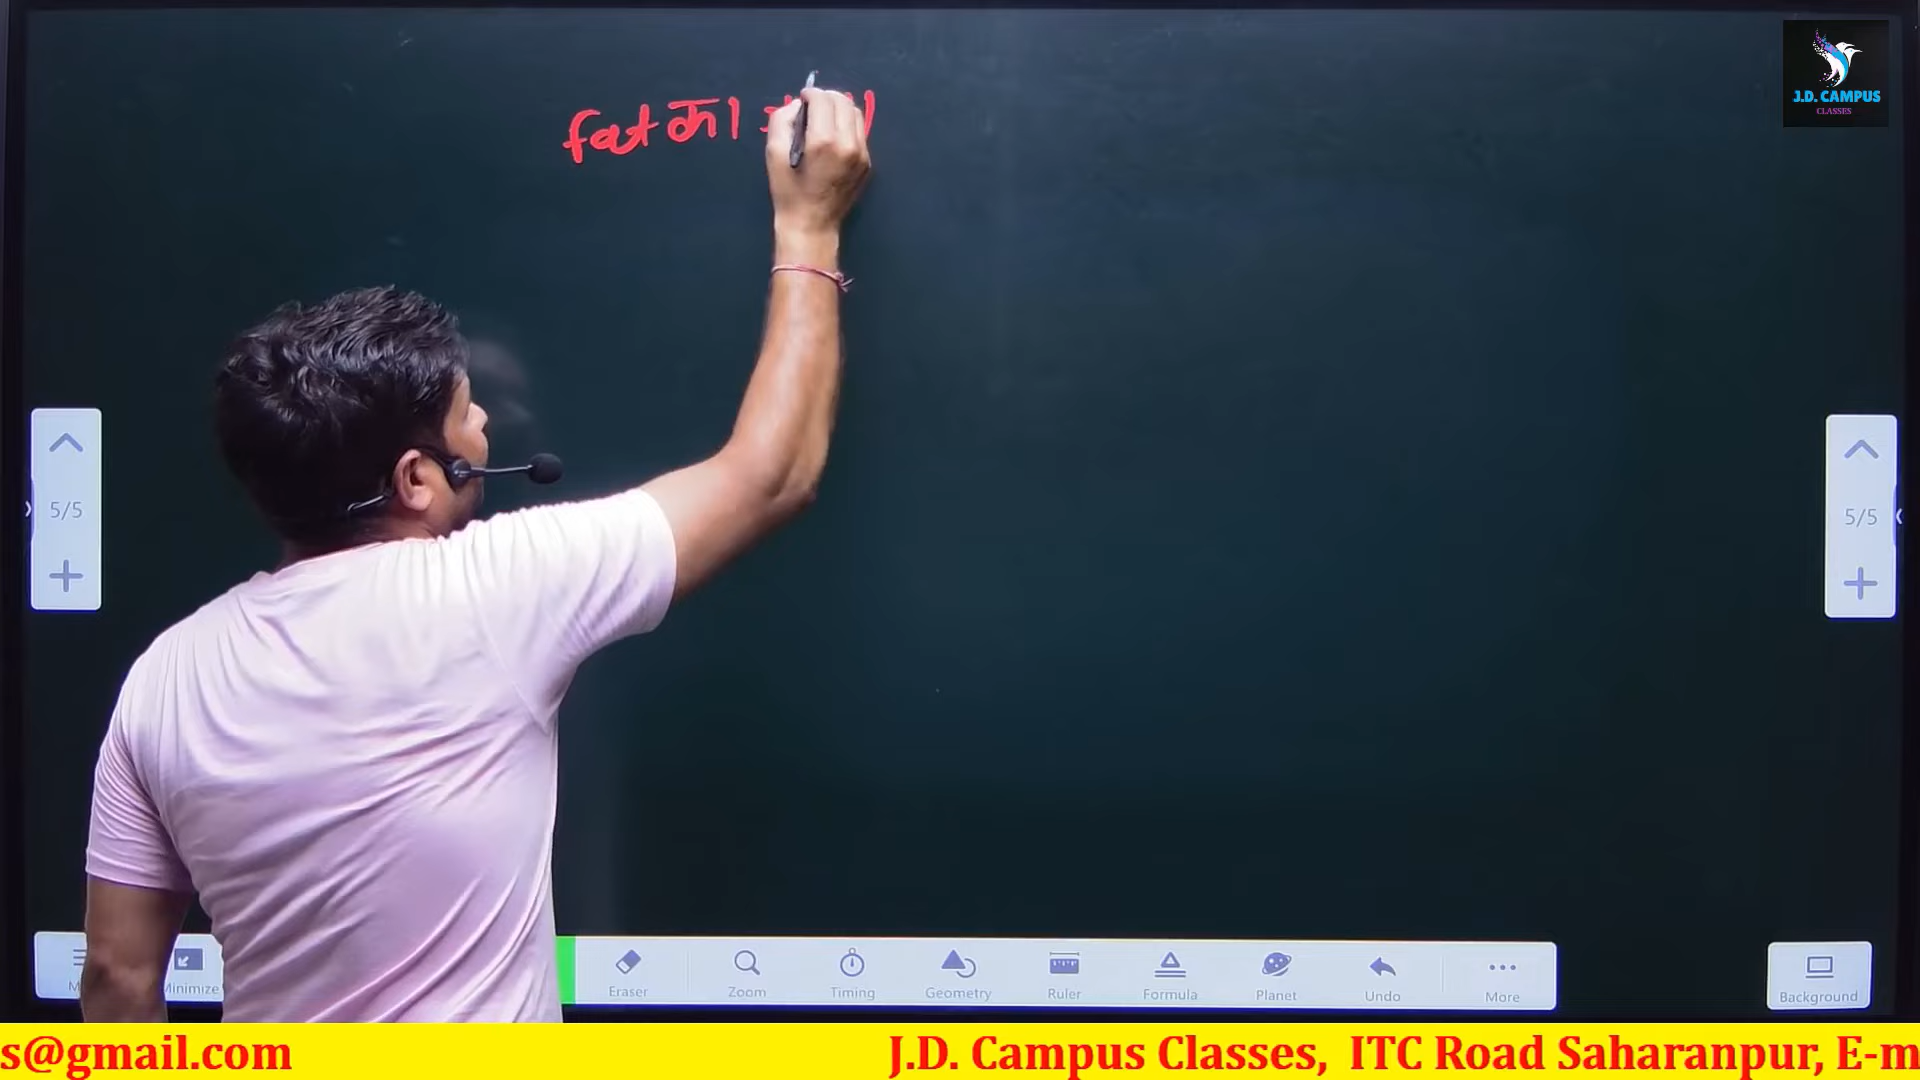 J.D. CAMPUS
CLASSES
fat का
5/5
5/5
Minimize
Eraser
Zoom
Timing
Geometry
Ruler
Formula
Planet
Undo
More
Background
s@gmail.com J.D. Campus Classes, ITC Road Saharanpur, E-m